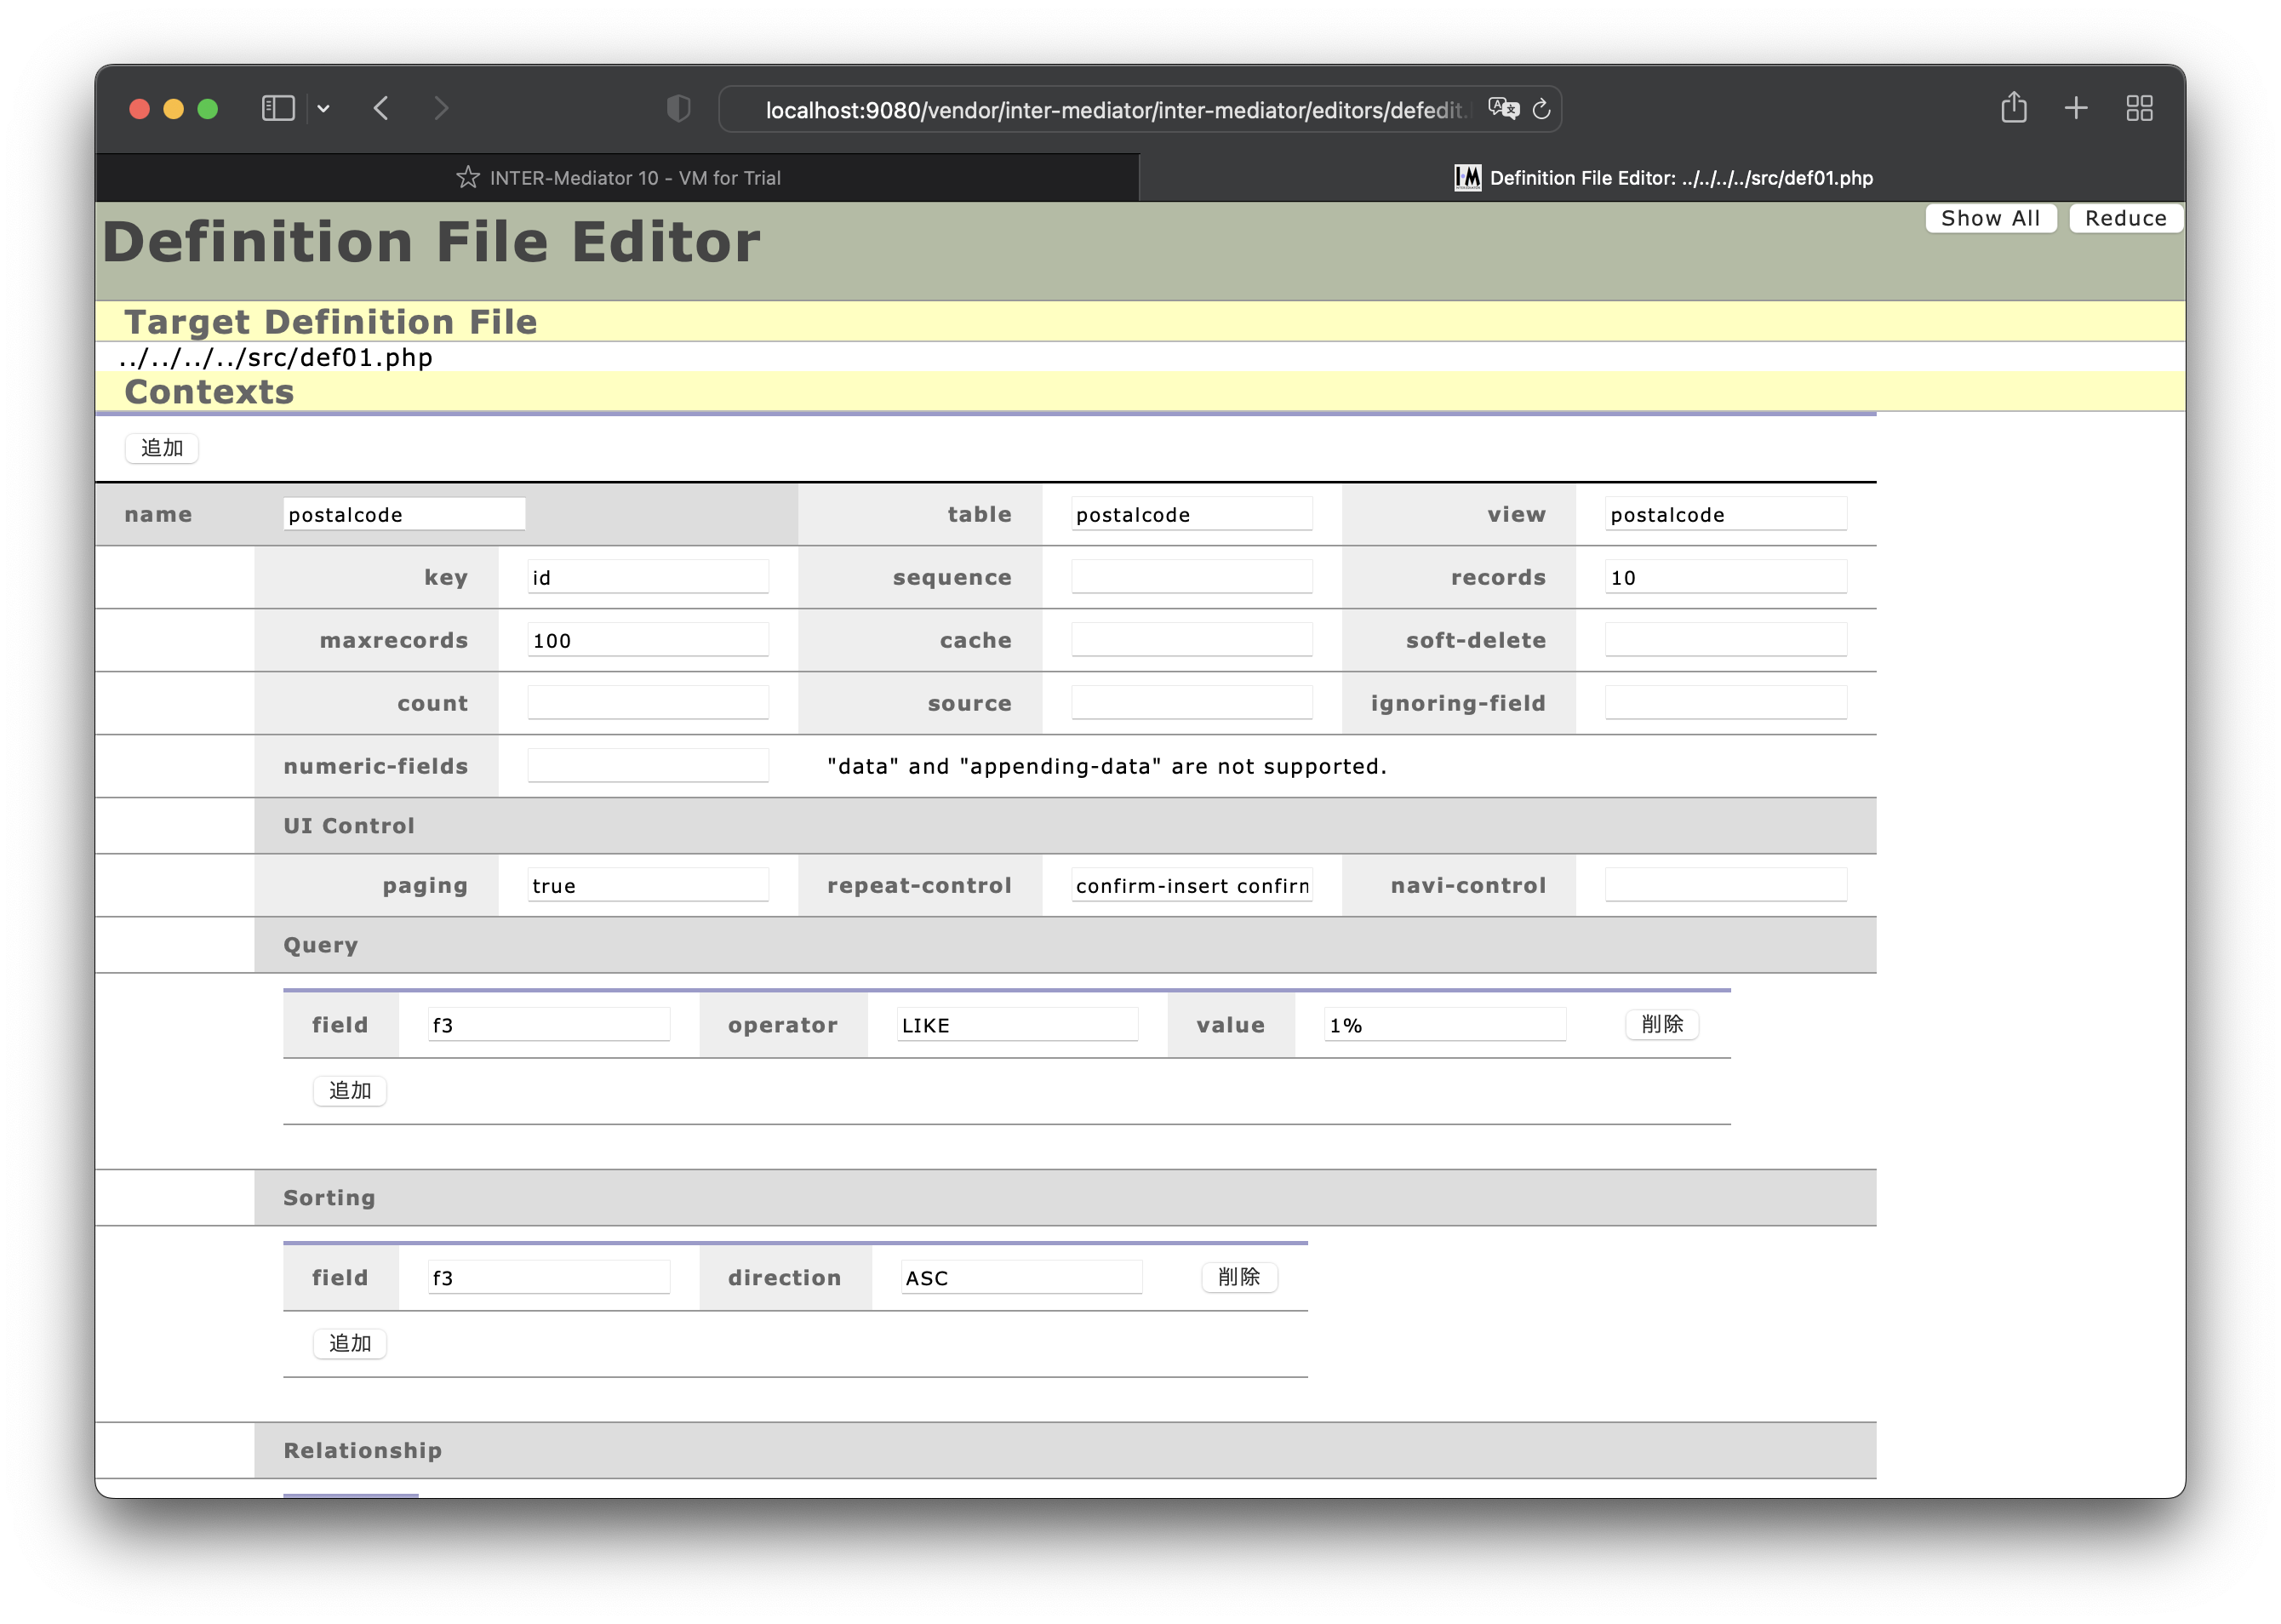 localhost:9080/vendor/inter-mediator/inter-mediator/editors/defedit.
INTER-Mediator 10 - VM for Trial
Definition File Editor: ../../../../src/def01.php
Definition File Editor
Show All Reduce
Target Definition File
../../../../src/def01.php
Contexts
追加
name postalcode table postalcode view postalcode
key id sequence records 10
maxrecords 100 cache soft-delete
count source ignoring-field
numeric-fields "data" and "appending-data" are not supported.
UI Control
paging true repeat-control confirm-insert confirm navi-control
Query
field f3 operator LIKE value 1% 削除
追加
Sorting
field f3 direction ASC 削除
追加
Relationship